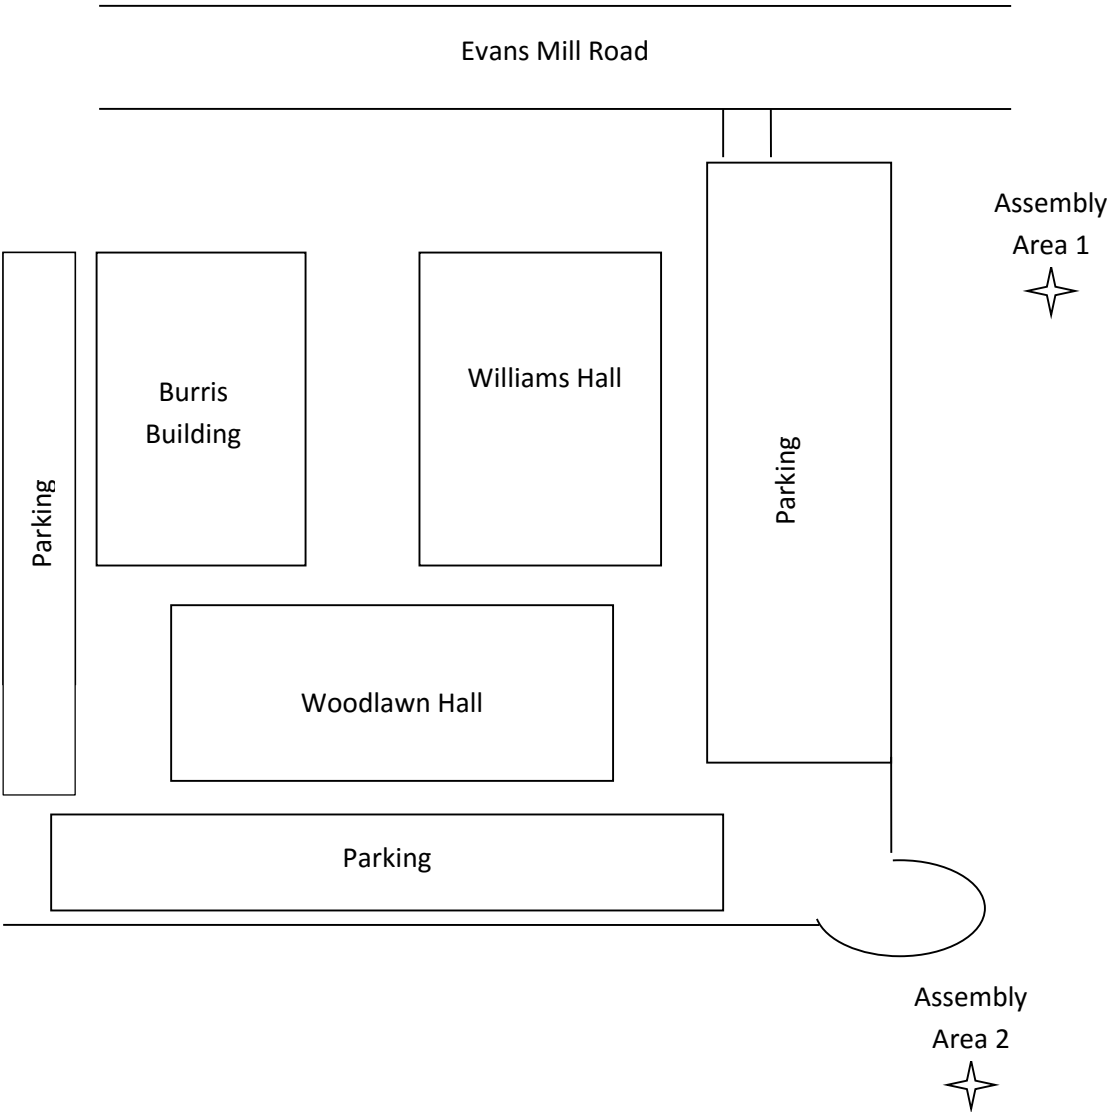 Evans Mill Road
Assembly
Area 1
Burris
Building
Williams Hall
Parking
Parking
Woodlawn Hall
Parking
Assembly
Area 2